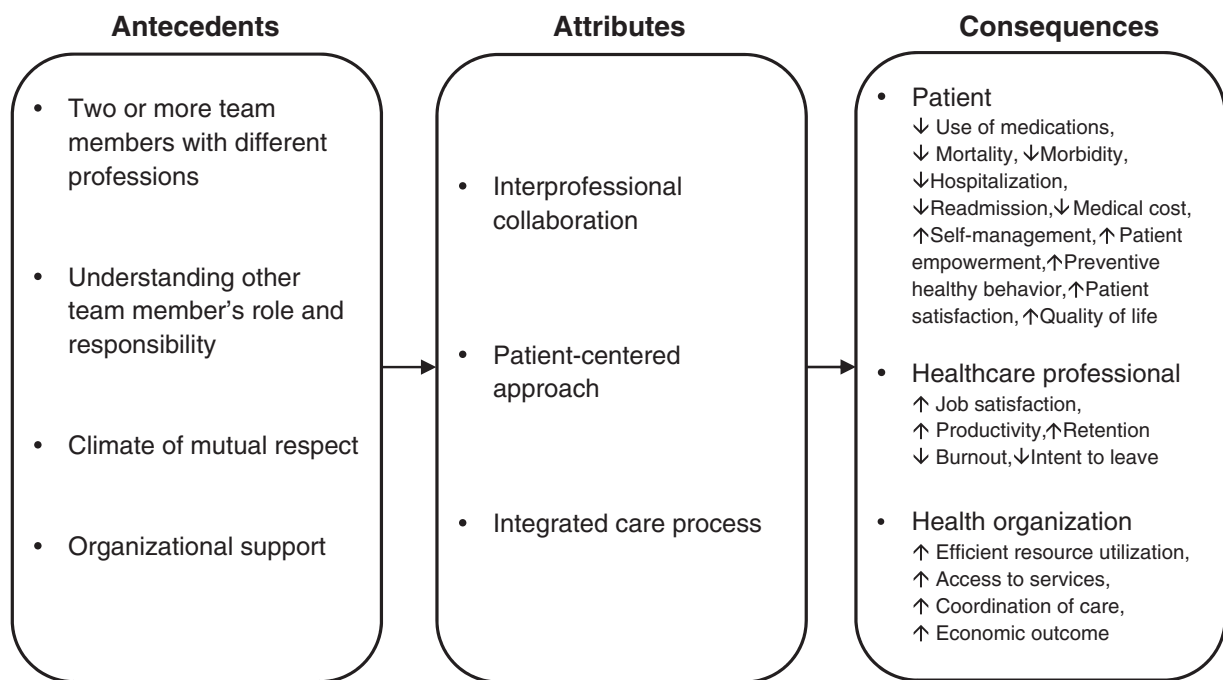 Antecedents
• Two or more team
members with different
professions
• Understanding other
team member’s role and
responsibility
• Climate of mutual respect
• Organizational support
Attributes
• Interprofessional
collaboration
• Patient-centered
approach
• Integrated care process
Consequences
• Patient
↓ Use of medications,
↓ Mortality, ↓Morbidity,
↓Hospitalization,
↓Readmission,↓ Medical cost,
↑Self-management,↑ Patient
empowerment,↑Preventive
healthy behavior,↑Patient
satisfaction,↑Quality of life
• Healthcare professional
↑ Job satisfaction,
↑ Productivity,↑Retention
↓ Burnout,↓Intent to leave
• Health organization
↑ Efficient resource utilization,
↑ Access to services,
↑ Coordination of care,
↑ Economic outcome